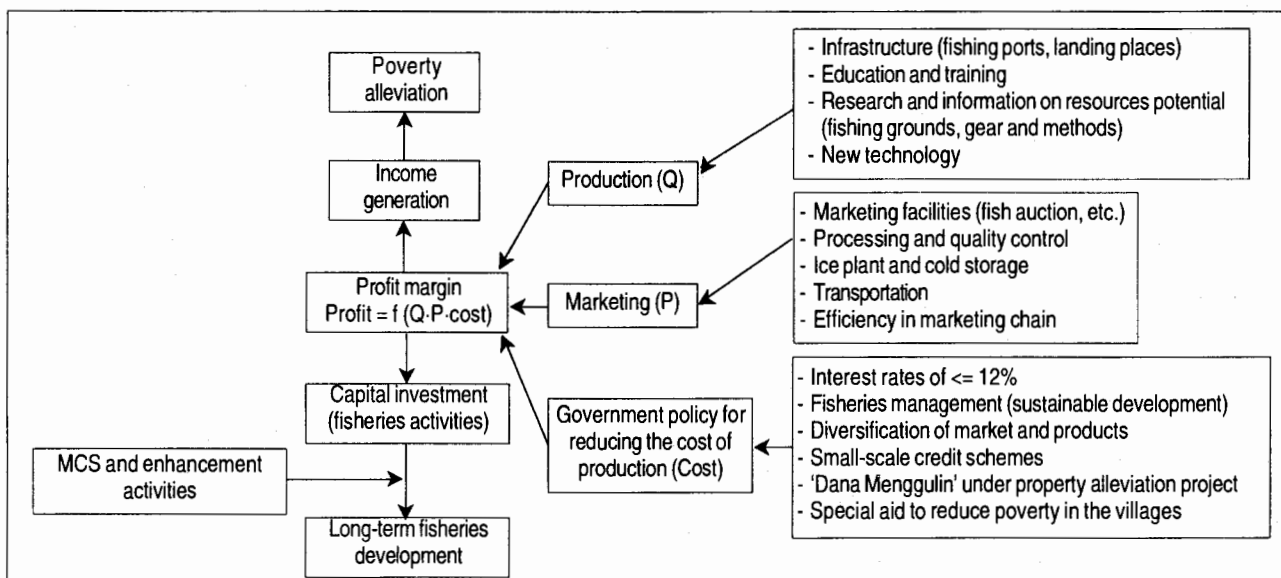 Poverty
alleviation
Income
generation
Profit margin
Profit = f (Q·P·cost)
Capital investment
(fisheries activities)
MCS and enhancement
activities
Long-term fisheries
development
Production (Q)
Marketing (P)
Government policy for
reducing the cost of
production (Cost)
- Infrastructure (fishing ports, landing places)
- Education and training
- Research and information on resources potential
(fishing grounds, gear and methods)
- New technology
- Marketing facilities (fish auction, etc.)
- Processing and quality control
- Ice plant and cold storage
- Transportation
- Efficiency in marketing chain
- Interest rates of <= 12%
- Fisheries management (sustainable development)
- Diversification of market and products
- Small-scale credit schemes
- 'Dana Menggulin' under property alleviation project
- Special aid to reduce poverty in the villages